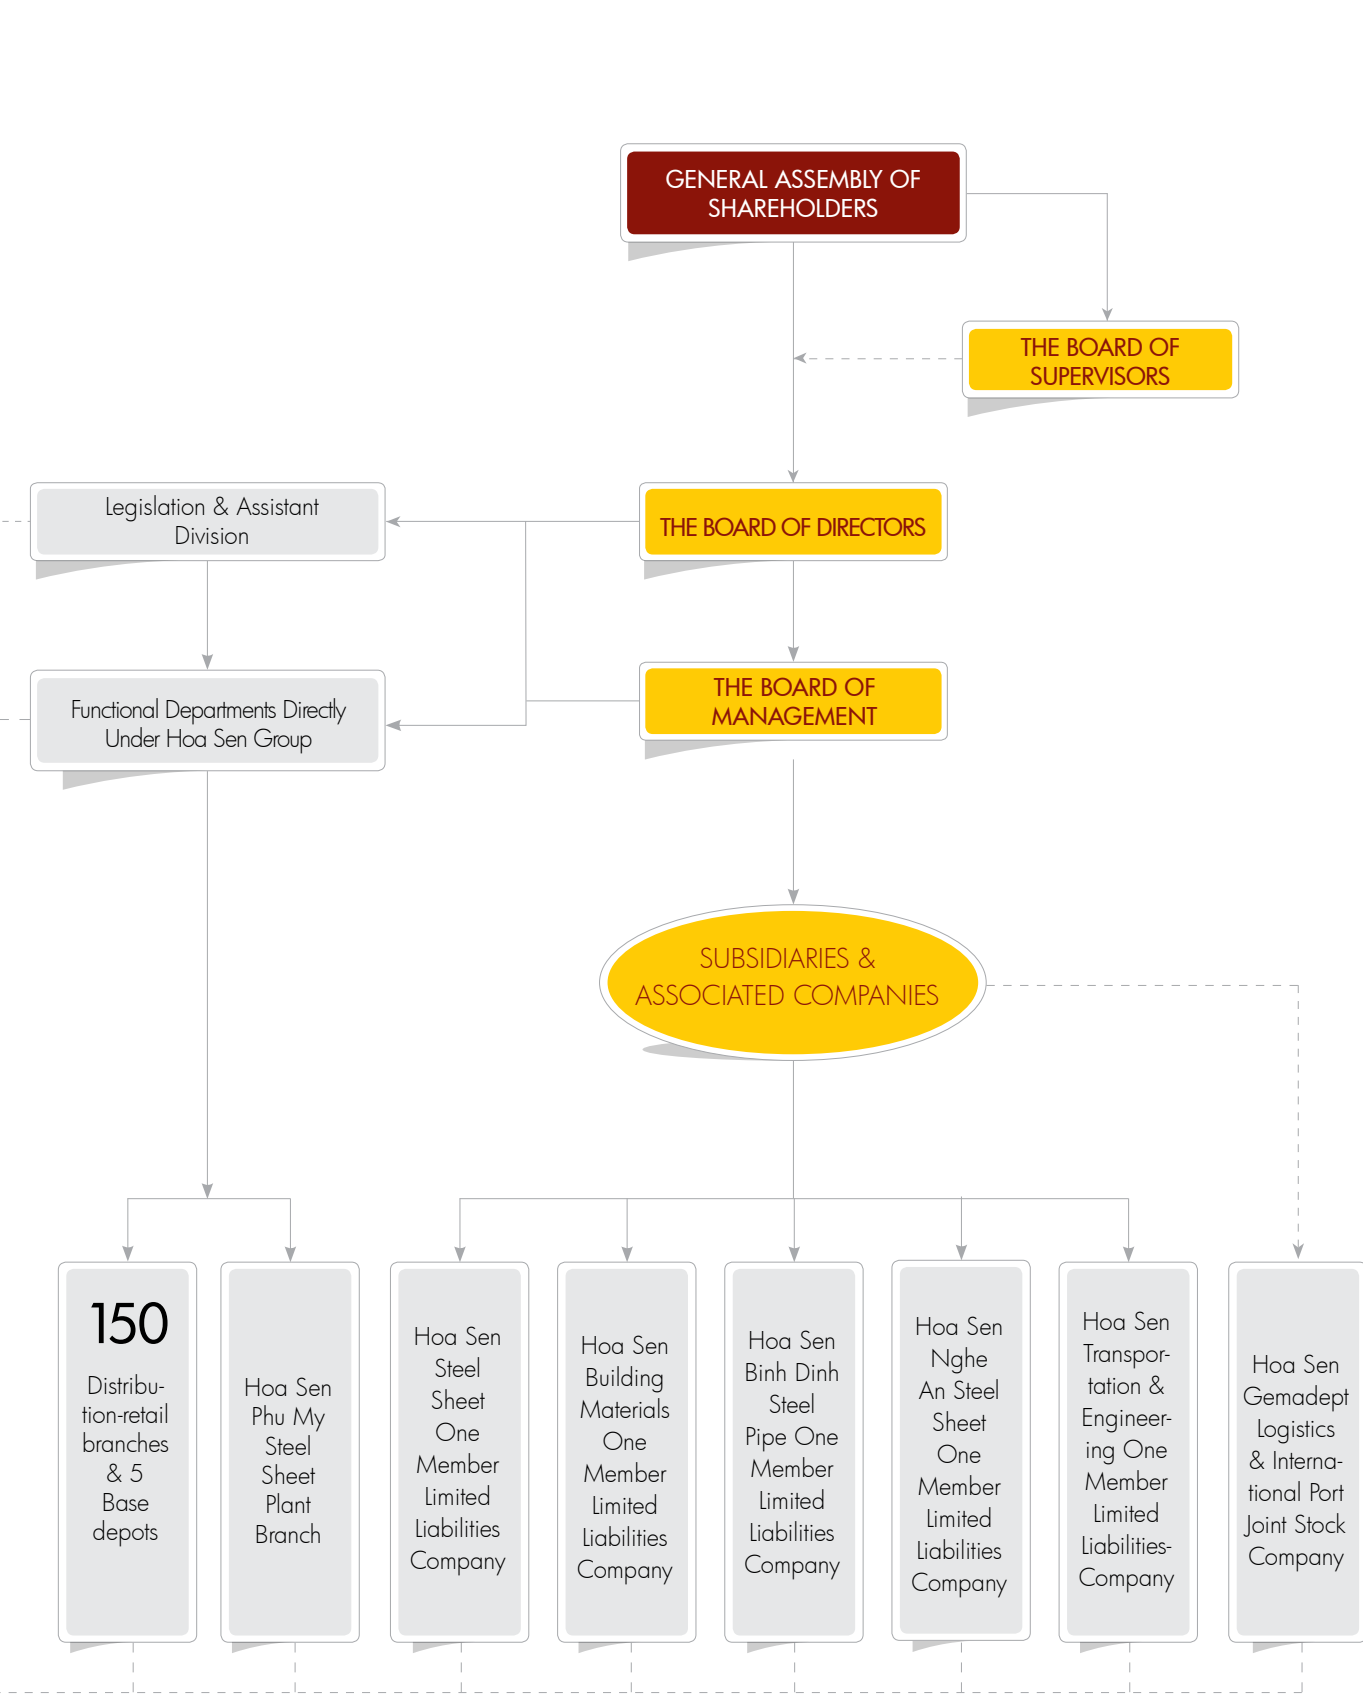 GENERAL ASSEMBLY OF
SHAREHOLDERS
THE BOARD OF
SUPERVISORS
Legislation & Assistant
Division
THE BOARD OF DIRECTORS
Functional Departments Directly
Under Hoa Sen Group
THE BOARD OF
MANAGEMENT
SUBSIDIARIES &
ASSOCIATED COMPANIES
150
Distribu-
tion-retail
branches
& 5
Base
depots
Hoa Sen
Phu My
Steel
Sheet
Plant
Branch
Hoa Sen
Steel
Sheet
One
Member
Limited
Liabilities
Company
Hoa Sen
Building
Materials
One
Member
Limited
Liabilities
Company
Hoa Sen
Binh Dinh
Steel
Pipe One
Member
Limited
Liabilities
Company
Hoa Sen
Nghe
An Steel
Sheet
One
Member
Limited
Liabilities
Company
Hoa Sen
Transpor-
tation &
Engineer-
ing One
Member
Limited
Liabilities-
Company
Hoa Sen
Gemadept
Logistics
& Interna-
tional Port
Joint Stock
Company